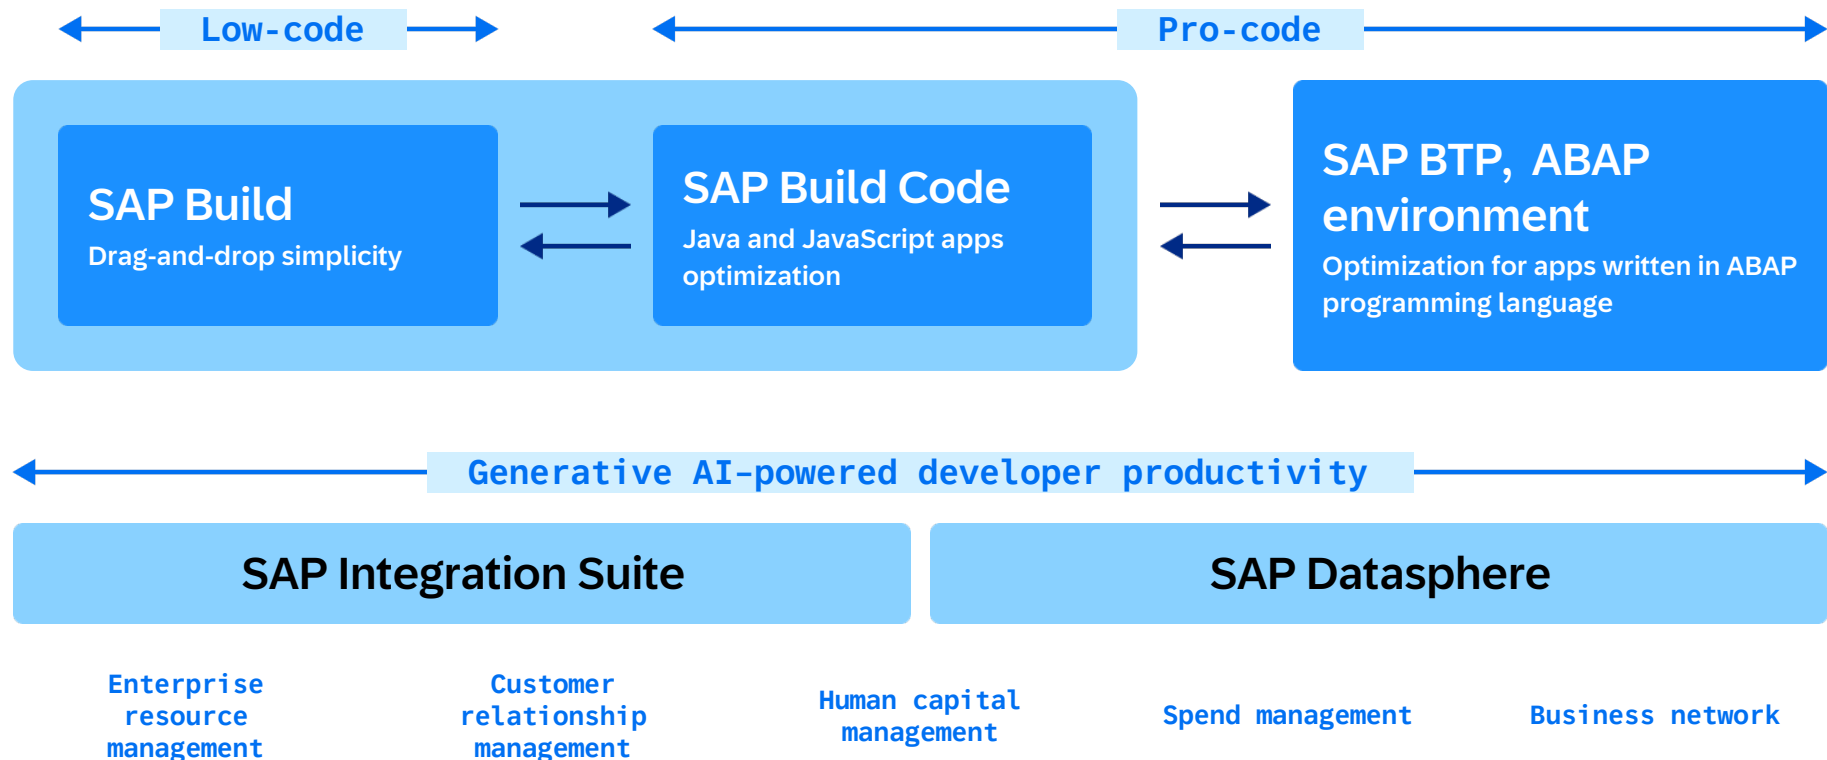 Low-code
Pro-code
SAP Build
Drag-and-drop simplicity
SAP Build Code
Java and JavaScript apps
optimization
SAP BTP, ABAP
environment
Optimization for apps written in ABAP
programming language
Generative AI-powered developer productivity
SAP Integration Suite
SAP Datasphere
Enterprise
resource
management
Customer
relationship
management
Human capital
management
Spend management
Business network